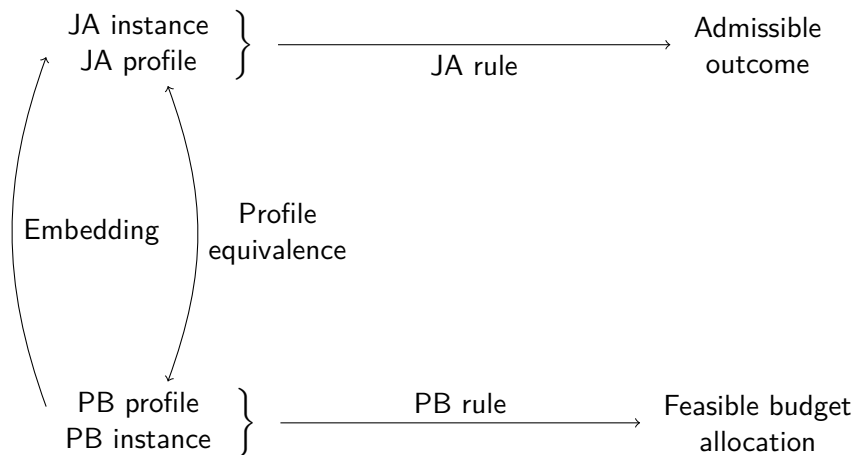 JA instance
JA profile
JA rule
Admissible
outcome
Embedding
Profile
equivalence
PB profile
PB instance
PB rule
Feasible budget
allocation